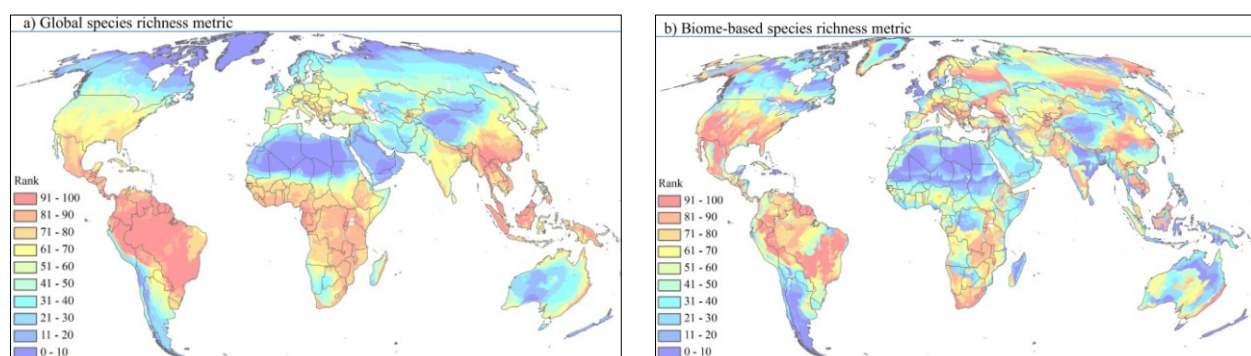 a) Global species richness metric
Rank
91 - 100
81 - 90
71 - 80
61 - 70
51 - 60
41 - 50
31 - 40
21 - 30
11 - 20
0 - 10
b) Biome-based species richness metric
Rank
91 - 100
81 - 90
71 - 80
61 - 70
51 - 60
41 - 50
31 - 40
21 - 30
11 - 20
0 - 10